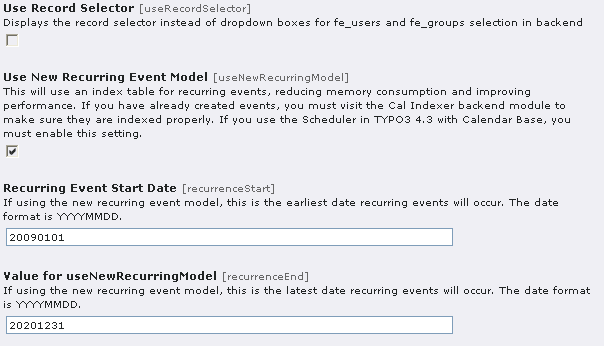 Use Record Selector [useRecordSelector]
Displays the record selector instead of dropdown boxes for fe_users and fe_groups selection in backend
Use New Recurring Event Model [useNewRecurringModel]
This will use an index table for recurring events, reducing memory consumption and improving
performance. If you have already created events, you must visit the Cal Indexer backend module to
make sure they are indexed properly. If you use the Scheduler in TYPO3 4.3 with Calendar Base, you
must enable this setting.
Recurring Event Start Date [recurrenceStart]
If using the new recurring event model, this is the earliest date recurring events will occur. The date
format is YYYYMMDD.
20090101
Value for useNewRecurringModel [recurrenceEnd]
If using the new recurring event model, this is the latest date recurring events will occur. The date format
is YYYYMMDD.
20201231